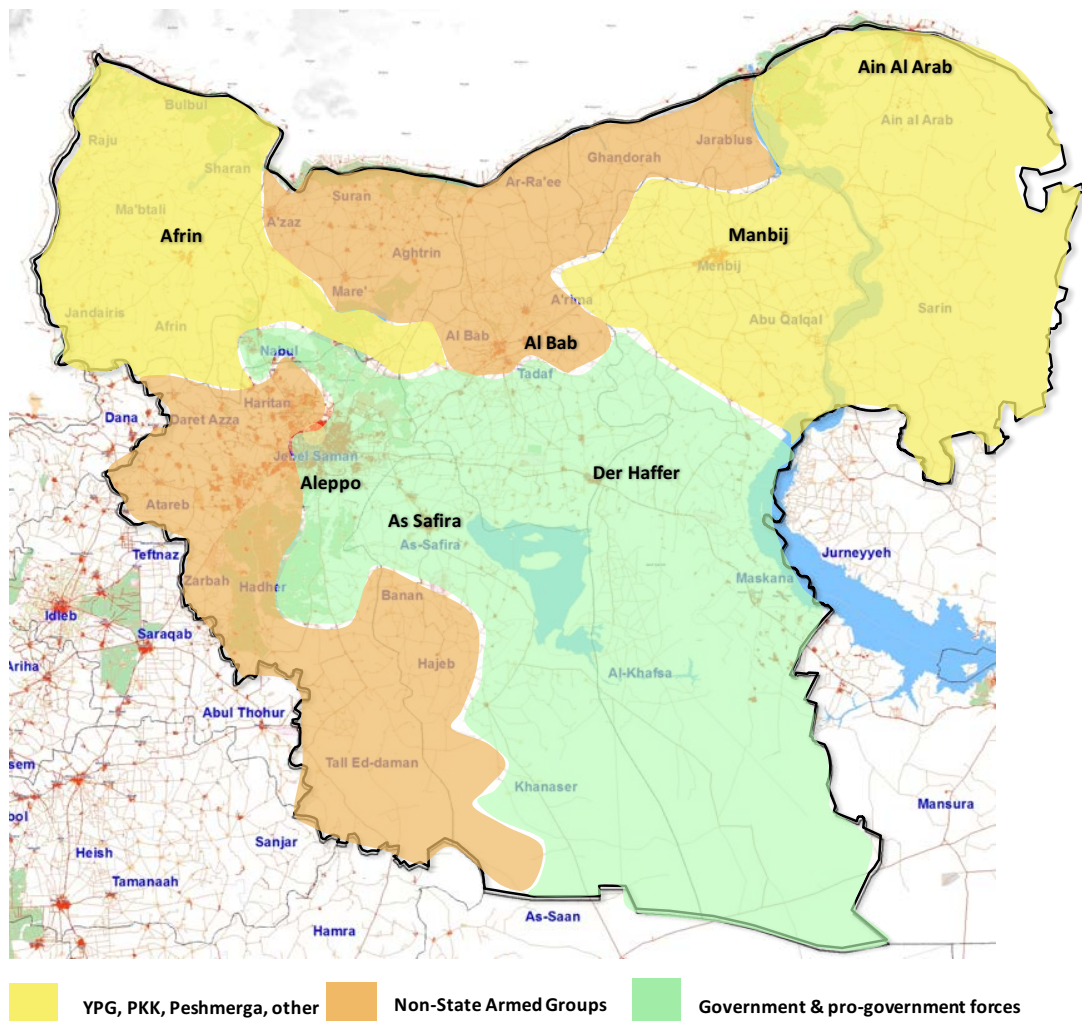 Ain Al Arab
Bulbul
Ain al Arab
Raju
Jarablus
Ghandorah
Sharan
Ar-Ra'ee
Suran
Ma'btali
A'zaz
Afrin
Manbij
Aghtrin
Menbij
Mare'
A'rima
Sarin
Jandairis
Afrin
Abu Qalqal
Al Bab
Al Bab
Nabul
Tadaf
Haritan
Dana
Daret Azza
Jebel Saman
Der Haffer
Aleppo
Atareb
As Safira
As-Safira
Teftnaz
Jurneyyeh
Zarbah
Hadher
Maskana
Banan
Idleb
Saraqab
Ariha
Hajeb
Al-Khafsa
Abul Thohur
Tall Ed-daman
sem
Khanaser
Mansura
ool
Sanjar
Heish
Tamanaah
As-Saan
Hamra
YPG, PKK, Peshmerga, other
Non-State Armed Groups
Government & pro-government forces